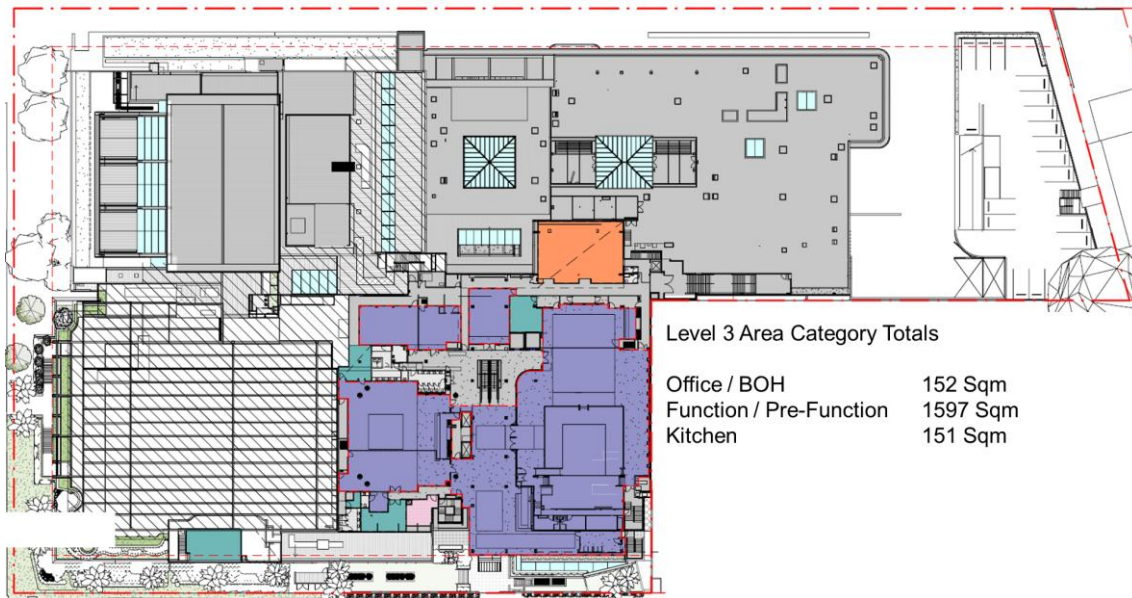 Level 3 Area Category Totals
Office / BOH 152 Sqm
Function / Pre-Function 1597 Sqm
Kitchen 151 Sqm